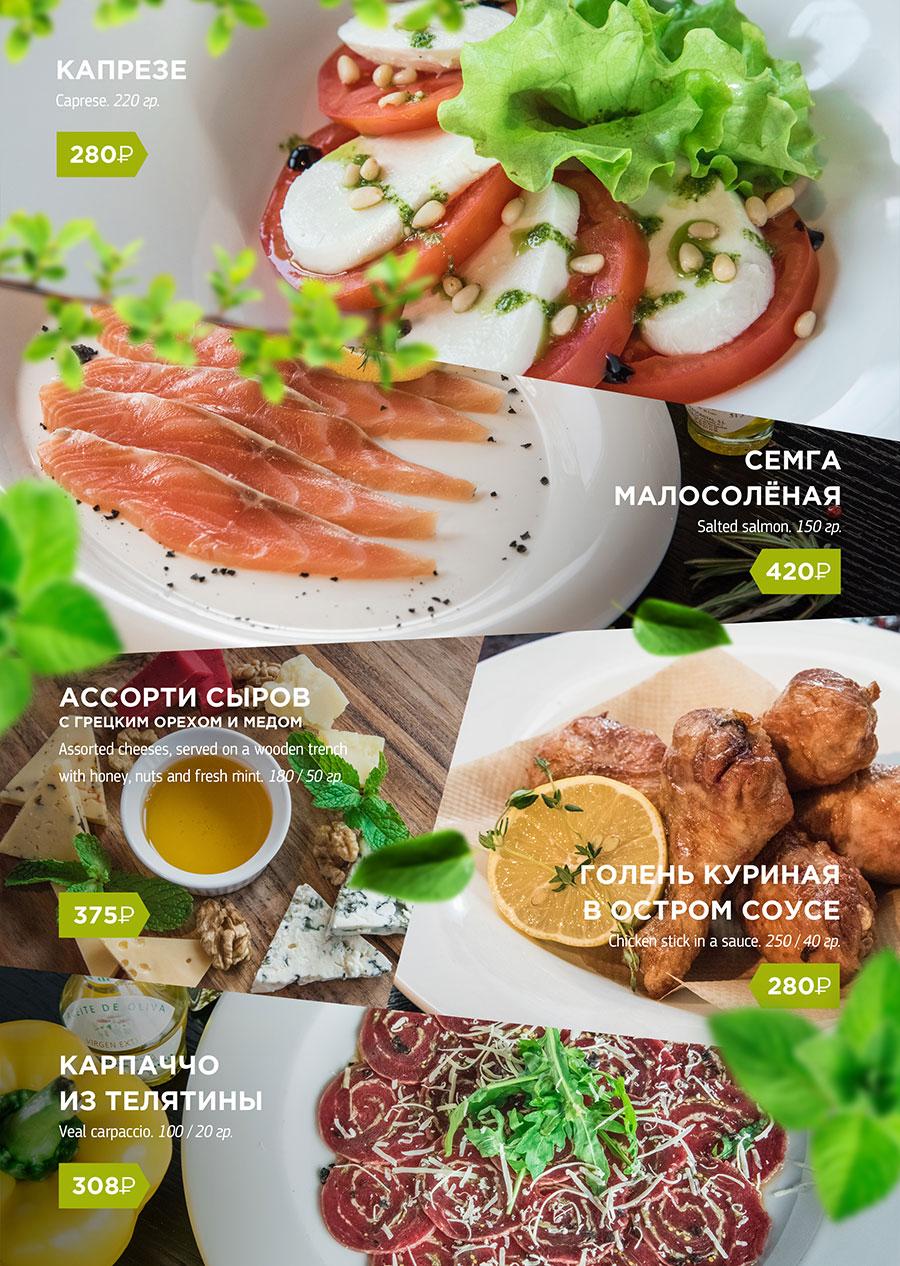 КАПРЕЗЕ
Caprese. 220 гр.
280₽
СЕМГА
МАЛОСОЛЁНАЯ
Salted salmon. 150 гр.
420₽
АССОРТИ СЫРОВ
С ГРЕЦКИМ ОРЕХОМ И МЕДОМ
Assorted cheeses, served on a wooden trench
with honey, nuts and fresh mint. 180 / 50 гр.
375₽
ГОЛЕНЬ КУРИНАЯ
В ОСТРОМ СОУСЕ
Chicken stick in a sauce. 250 / 40 гр.
280₽
DE OLIVA
КАРПАЧЧО
ИЗ ТЕЛЯТИНЫ
Veal carpaccio. 100 / 20 гр.
308₽